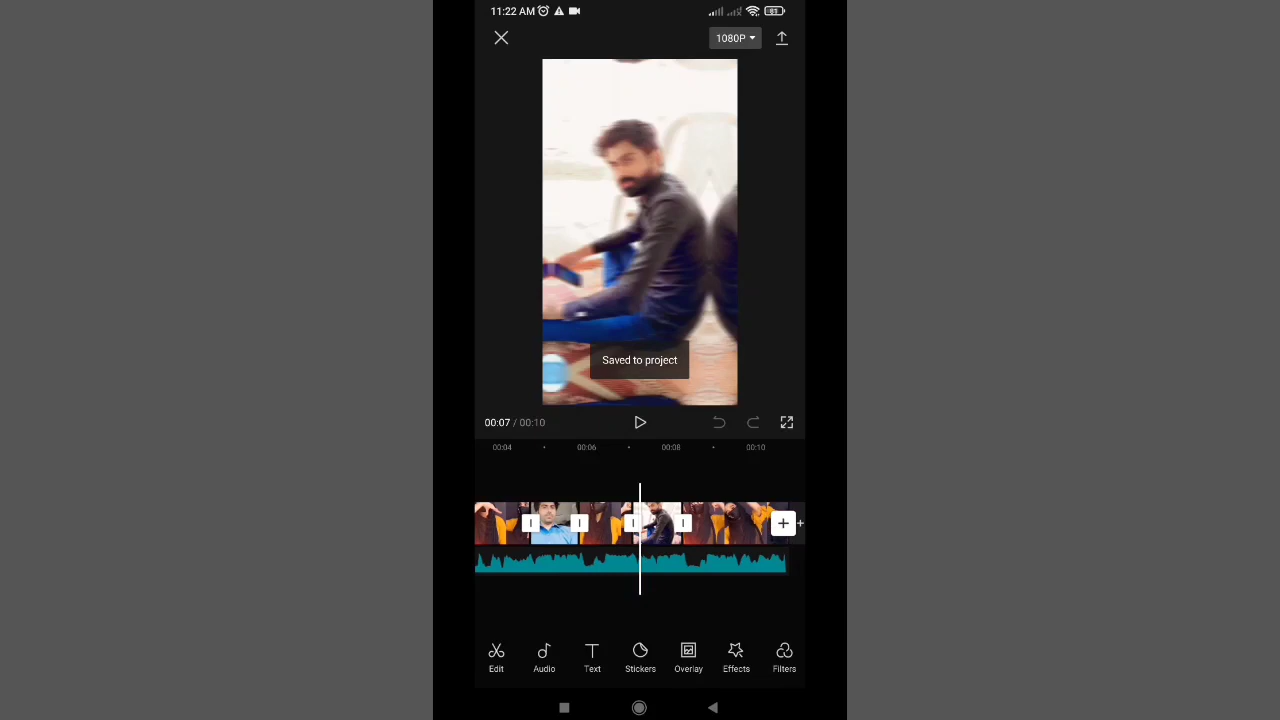 11:22 AM
1080P
Saved to project
00:07 / 00:10
00:04 00:06 00:08 00:10
Edit Audio Text Stickers Overlay Effects Filters